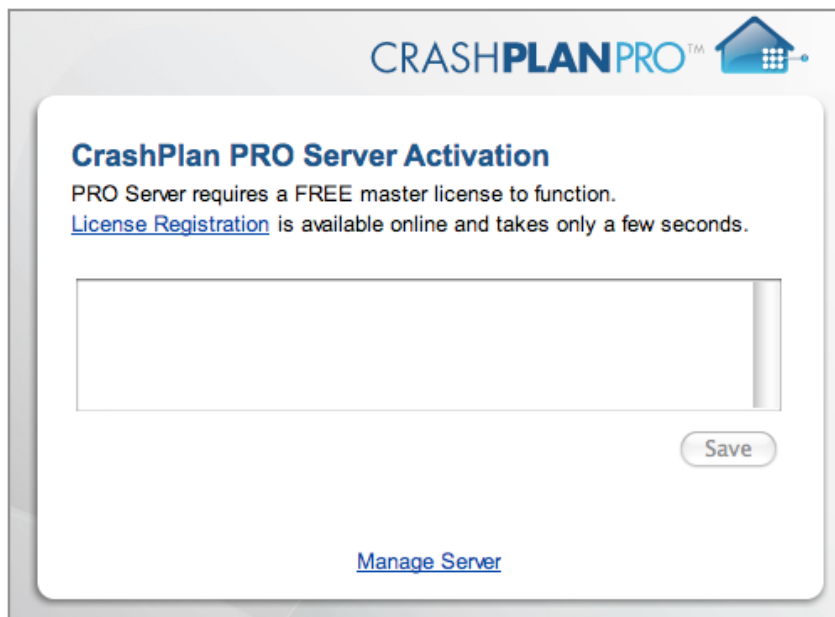 CRASHPLANPRO™
CrashPlan PRO Server Activation
PRO Server requires a FREE master license to function.
License Registration is available online and takes only a few seconds.
Save
Manage Server